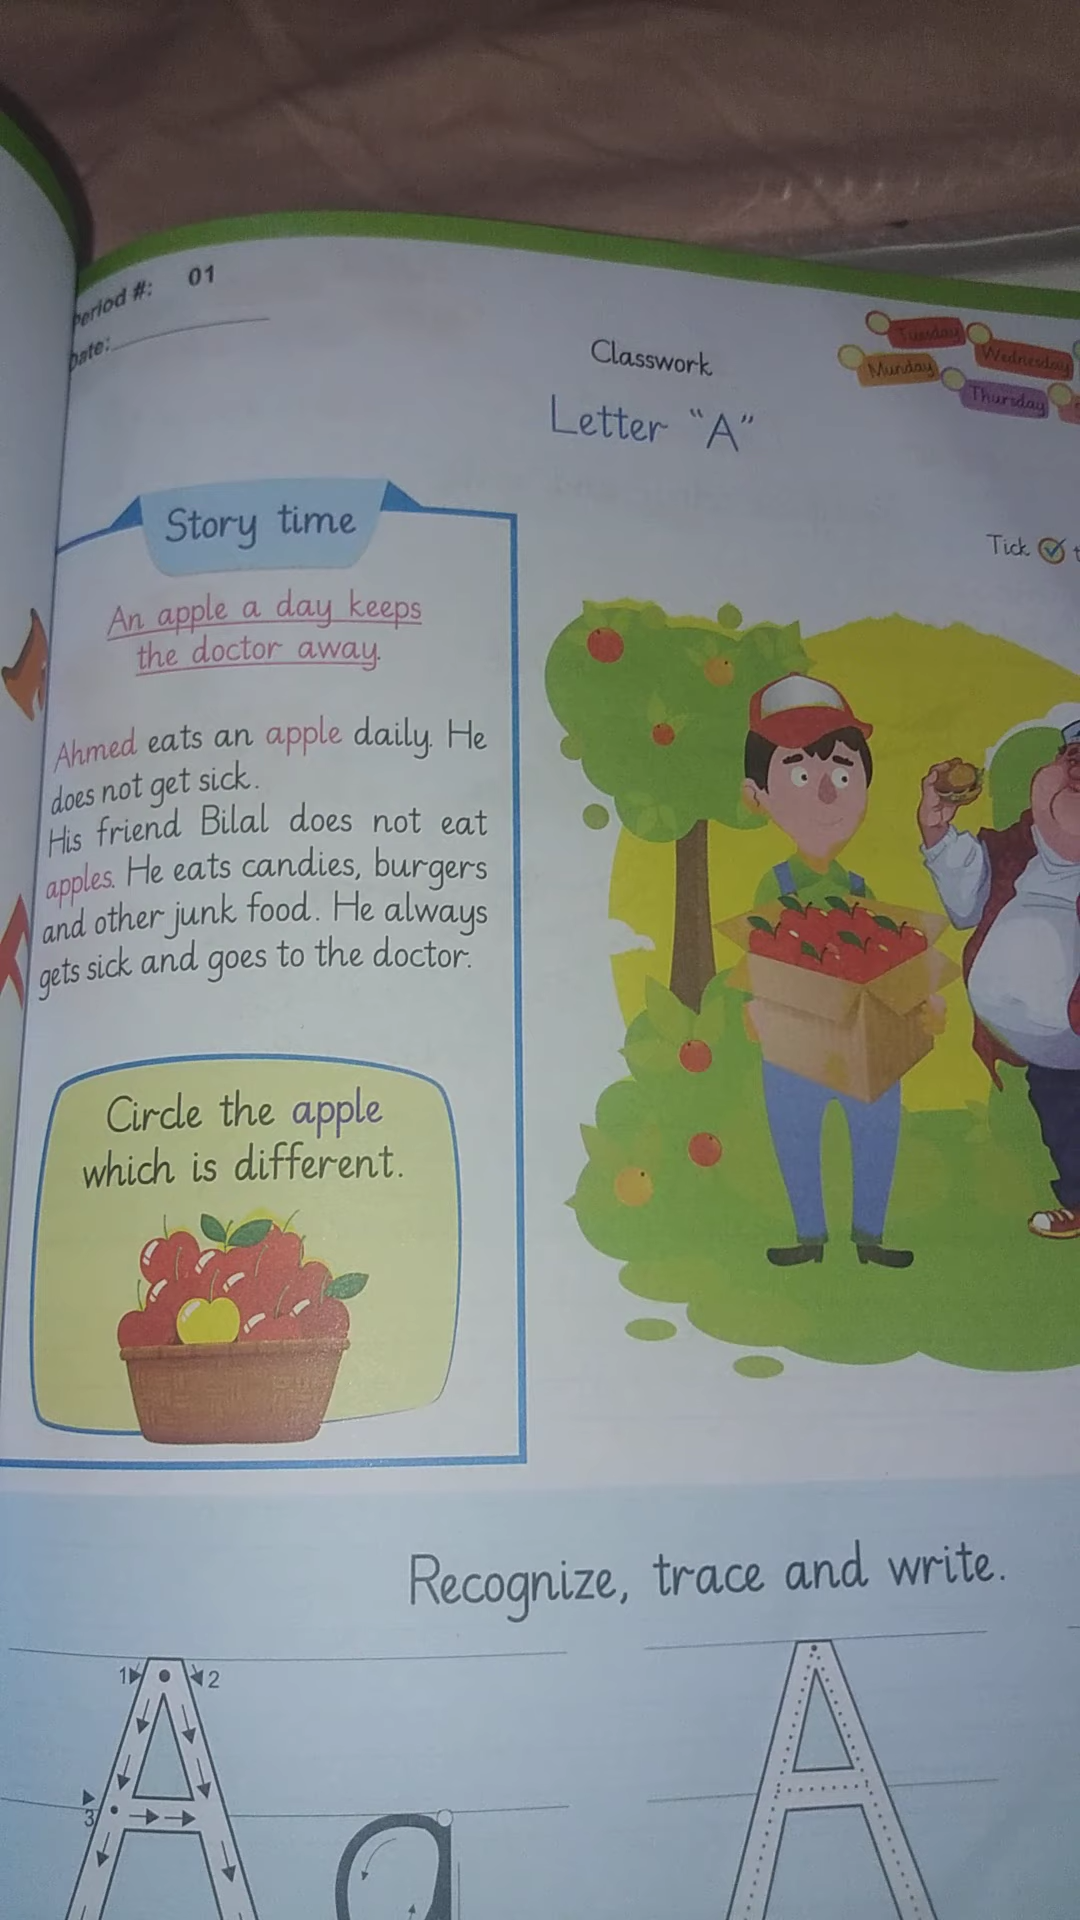 Period #: 01
Date:
Classwork
Tuesday
Wednesday
Munday
Thursday
Letter "A"
Story time
Tick
An apple a day keeps
the doctor away.
Ahmed eats an apple daily. He
does not get sick.
His friend Bilal does not eat
apples. He eats candies, burgers
and other junk food. He always
gets sick and goes to the doctor.
Circle the apple
which is different.
Recognize, trace and write.
1 2
3
A
a
A